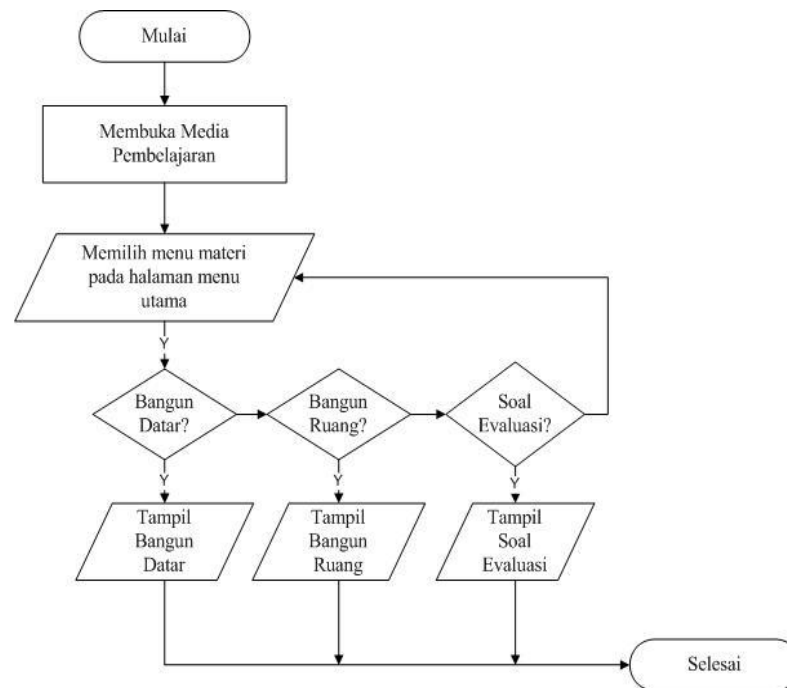 Mulai
Membuka Media
Pembelajaran
Memilih menu materi
pada halaman menu
utama
Y
Bangun
Datar?
Bangun
Ruang?
Soal
Evaluasi?
Y
Y
Y
Tampil
Bangun
Datar
Tampil
Bangun
Ruang
Tampil
Soal
Evaluasi
Selesai